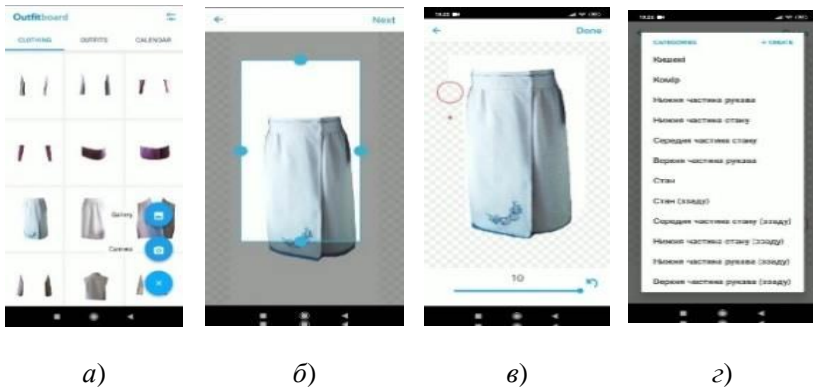 Outfitboard
CLOTHING OUTFITS CALENDAR
Gallery
Camera
Next
Done
10
CATEGORIES + CREATE
Кишені
Комір
Нижня частина рукава
Нижня частина стану
Середня частина стану
Верхня частина рукава
Стан
Стан (ззаду)
Середня частина стану (ззаду)
Нижня частина стану (ззаду)
Нижня частина рукава (ззаду)
Верхня частина рукава (ззаду)
а) б) в) г)